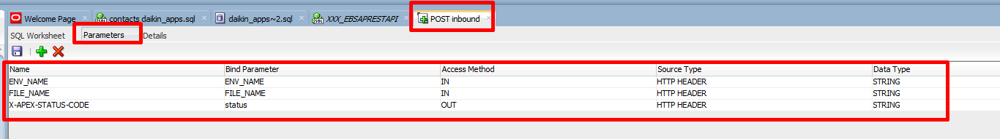 Welcome Page contacts daikin_apps.sql daikin_apps~2.sql XXX_EBSAPRESTAPI POST inbound
SQL Worksheet Parameters Details
Name Bind Parameter Access Method Source Type Data Type
ENV_NAME ENV_NAME IN HTTP HEADER STRING
FILE_NAME FILE_NAME IN HTTP HEADER STRING
X-APEX-STATUS-CODE status OUT HTTP HEADER STRING